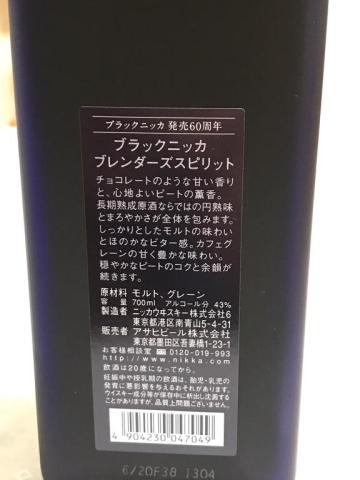 ブラックニッカ 発売60周年
ブラックニッカ
ブレンダーズスピリット
チョコレートのような甘い香り
と、心地よいピートの薫香。
長期熟成原酒ならではの円熟味
とまろやかさが全体を包みます。
しっかりとしたモルトの味わい
とほのかなビター感。カフェグ
レーンの甘く豊かな味わい。
穏やかなピートのコクと余韻が
続きます。
原材料 モルト、グレーン
容量 700ml アルコール分 43%
製造者 ニッカウヰスキー㈱6
東京都港区南青山5-4-31
販売者 アサヒビール株式会社
東京都墨田区吾妻橋1-23-1
お客様相談室 0120-019-993
http://www.nikka.com
飲酒は20歳になってから。
妊娠中や授乳期の飲酒は、胎児・乳児の
発育に悪影響を与えるおそれがあります。
ウイスキー成分等が保存中に析出し沈殿する
ことがありますが、品質上問題ございません。
4 904230 047049
6/20F38 1304